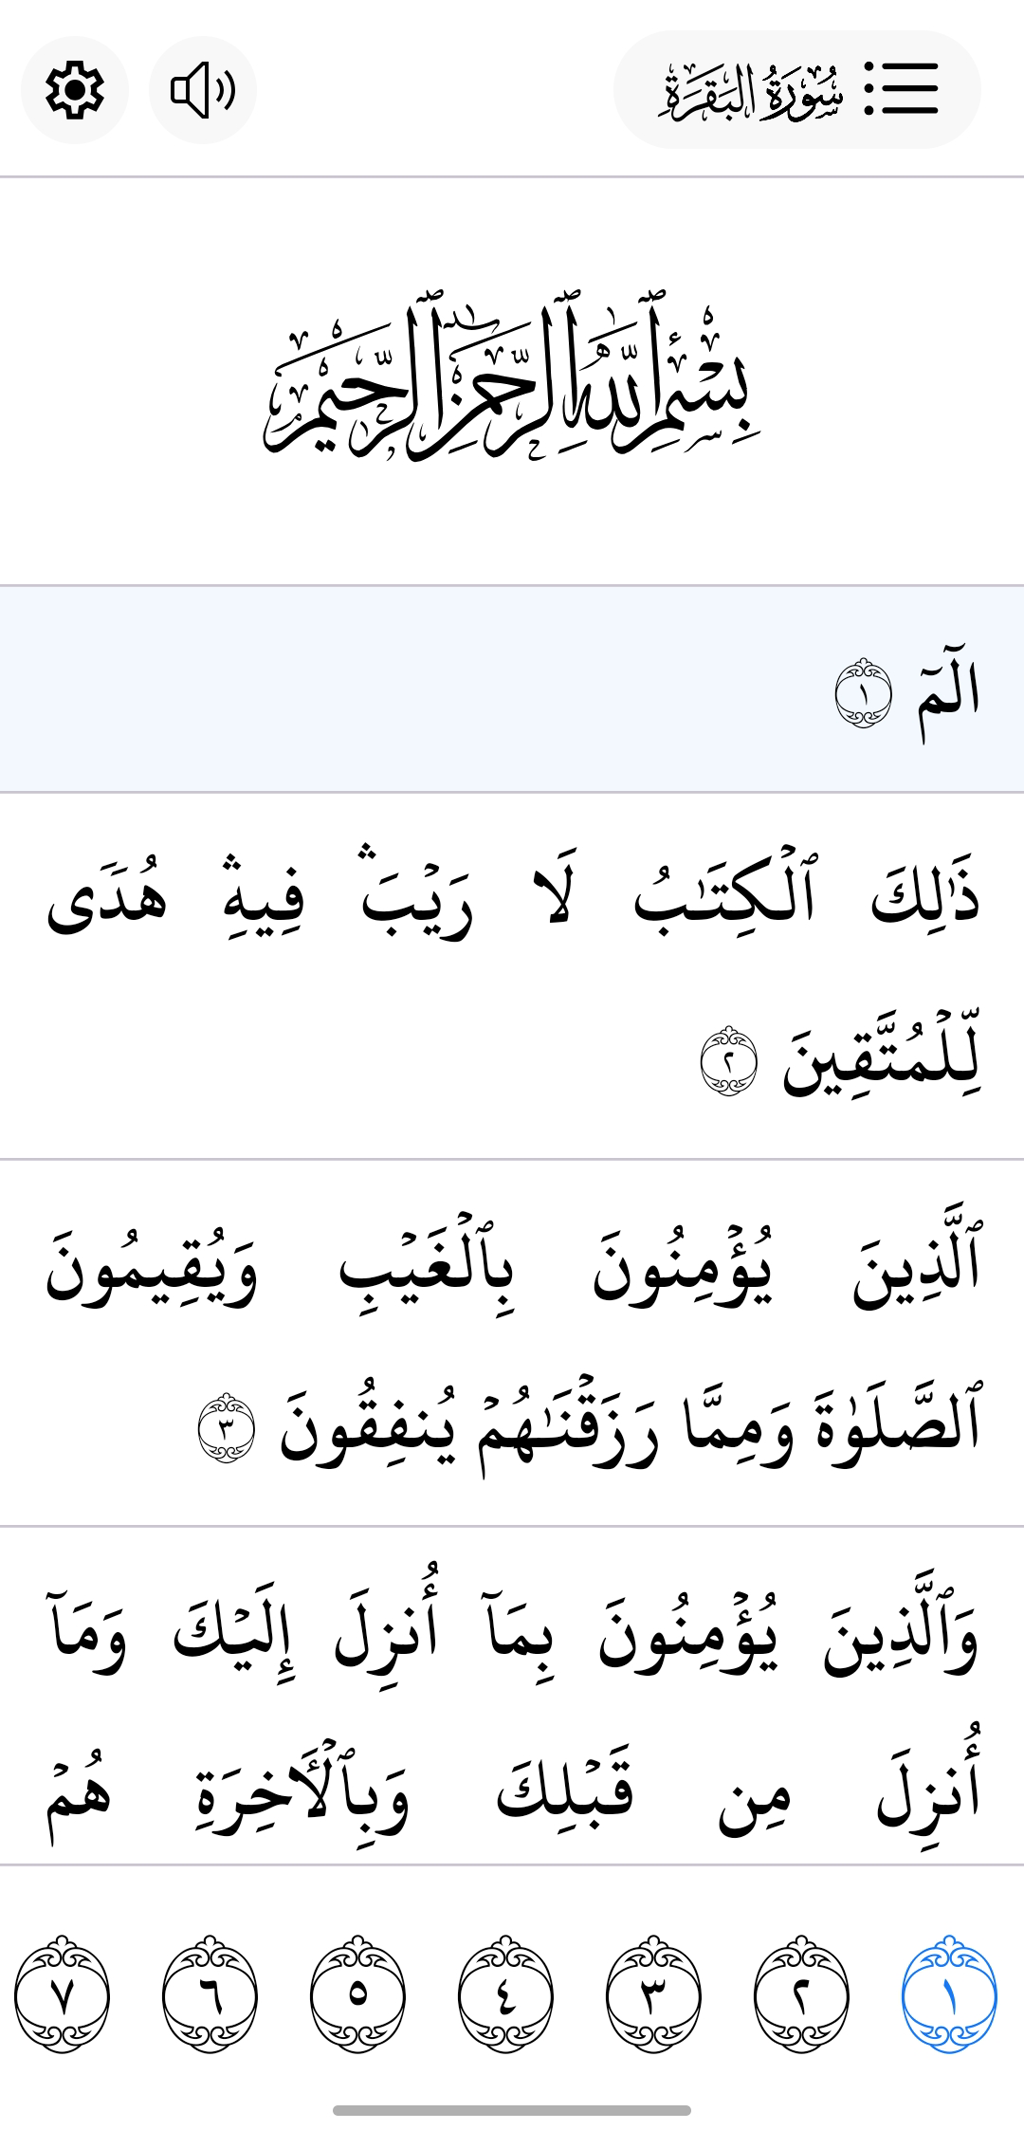 سُورَةُ البَقَرَةِ
بِسْمِ ٱللَّهِ ٱلرَّحْمَٰنِ ٱلرَّحِيمِ
الٓمٓ ١
ذَٰلِكَ ٱلْكِتَـٰبُ لَا رَيْبَ ۛ فِيهِ ۛ هُدًى
لِّلْمُتَّقِينَ ٢
ٱلَّذِينَ يُؤْمِنُونَ بِٱلْغَيْبِ وَيُقِيمُونَ
ٱلصَّلَوٰةَ وَمِمَّا رَزَقْنَـٰهُمْ يُنفِقُونَ ٣
وَٱلَّذِينَ يُؤْمِنُونَ بِمَآ أُنزِلَ إِلَيْكَ وَمَآ
أُنزِلَ مِن قَبْلِكَ وَبِٱلْـَٔاخِرَةِ هُمْ
١ ٢ ٣ ٤ ٥ ٦ ٧